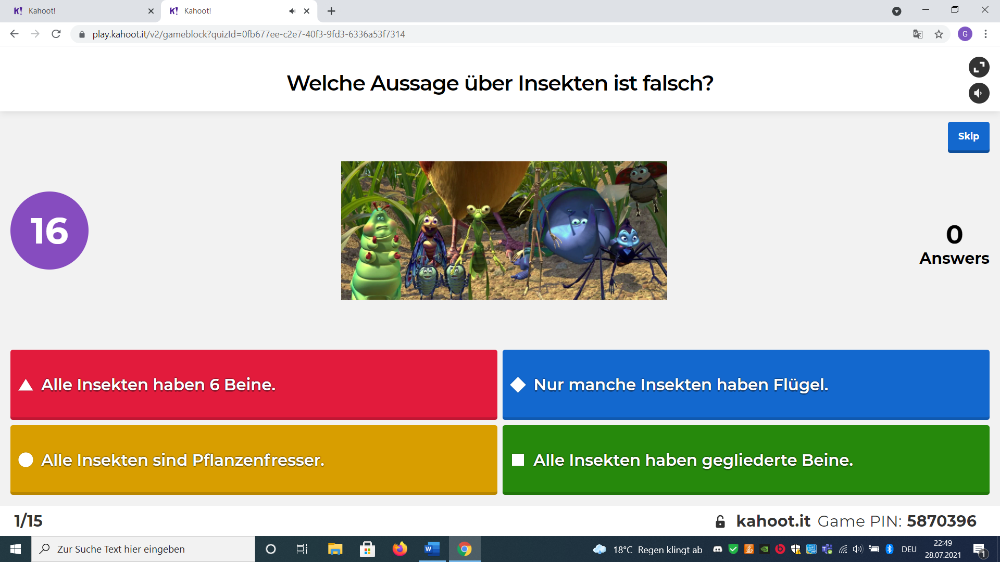 K! Kahoot!
K! Kahoot!
play.kahoot.it/v2/gameblock?quizId=0fb677ee-c2e7-40f3-9fd3-6336a53f7314
G
Welche Aussage über Insekten ist falsch?
Skip
16
0
Answers
Alle Insekten haben 6 Beine.
Nur manche Insekten haben Flügel.
Alle Insekten sind Pflanzenfresser.
Alle Insekten haben gegliederte Beine.
1/15
kahoot.it Game PIN: 5870396
Zur Suche Text hier eingeben
18°C Regen klingt ab
DEU
22:49
28.07.2021
1